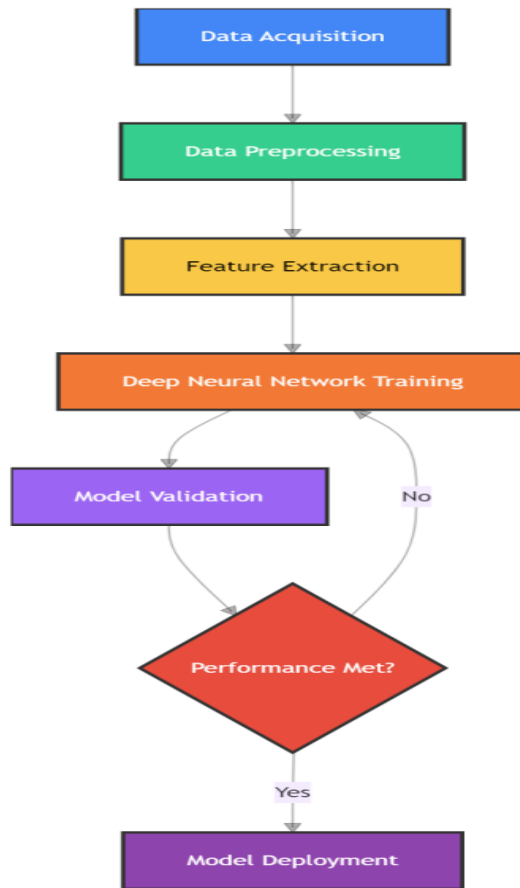 Data Acquisition
Data Preprocessing
Feature Extraction
Deep Neural Network Training
Model Validation
No
Performance Met?
Yes
Model Deployment